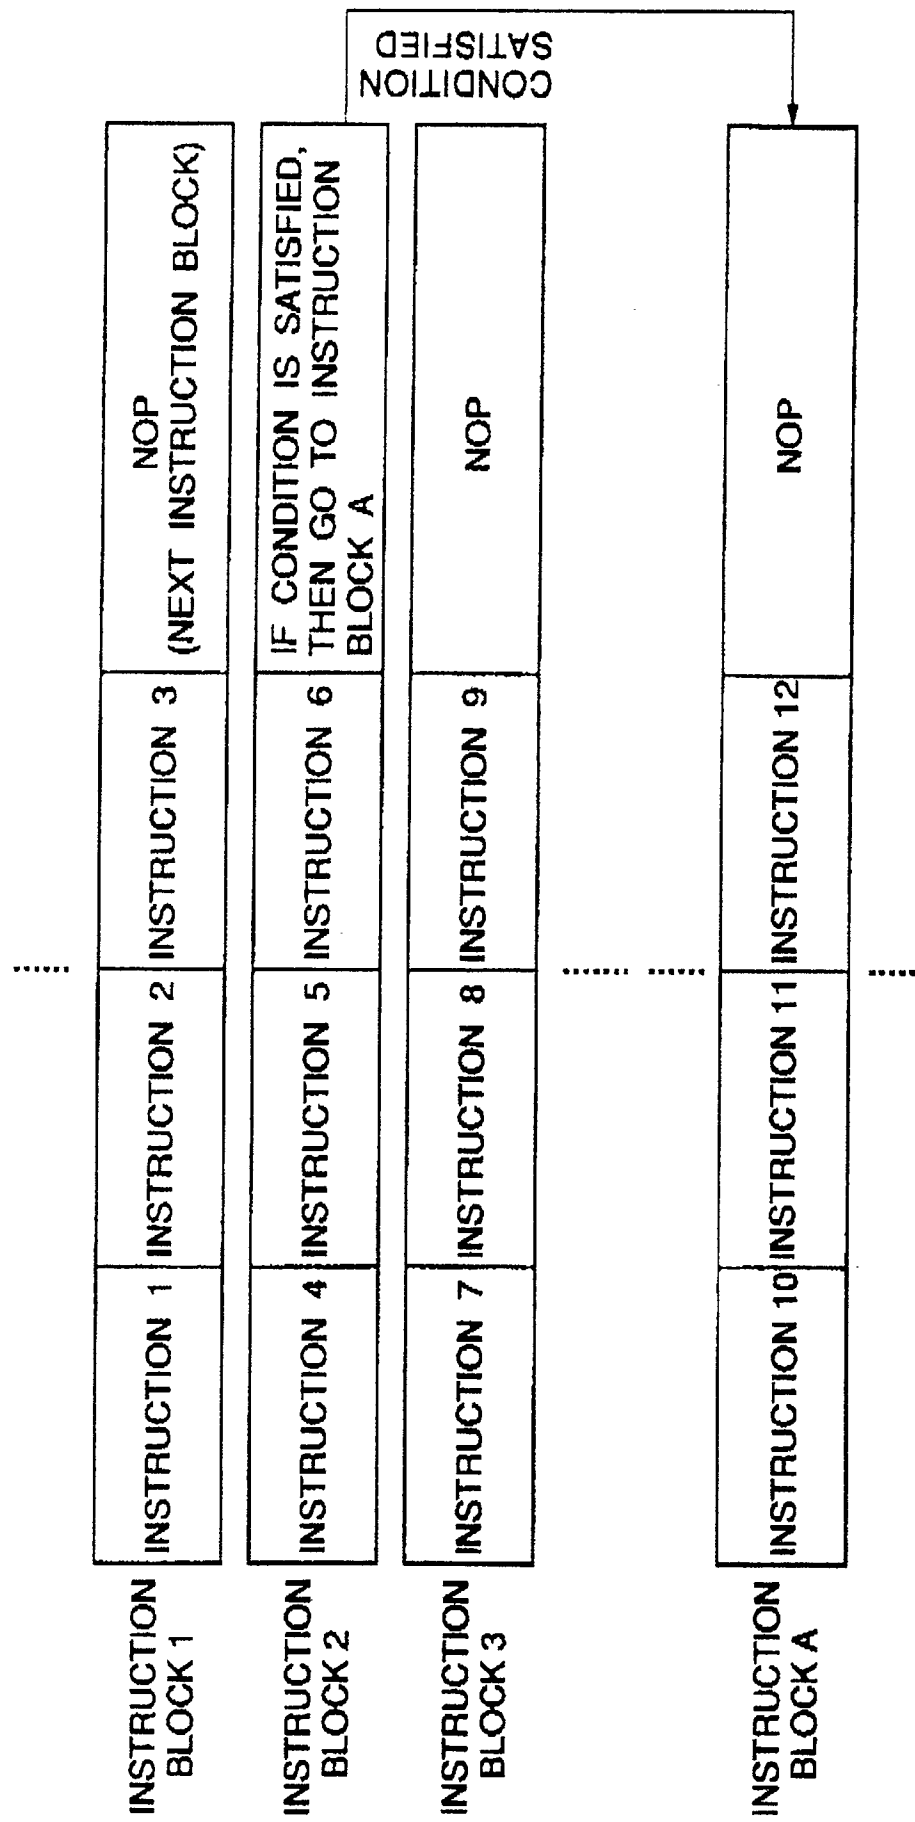 INSTRUCTION
BLOCK 1
INSTRUCTION 1
INSTRUCTION 2
INSTRUCTION 3
NOP
(NEXT INSTRUCTION BLOCK)
INSTRUCTION
BLOCK 2
INSTRUCTION 4
INSTRUCTION 5
INSTRUCTION 6
IF CONDITION IS SATISFIED,
THEN GO TO INSTRUCTION
BLOCK A
CONDITION
SATISFIED
INSTRUCTION
BLOCK 3
INSTRUCTION 7
INSTRUCTION 8
INSTRUCTION 9
NOP
INSTRUCTION
BLOCK A
INSTRUCTION 10
INSTRUCTION 11
INSTRUCTION 12
NOP